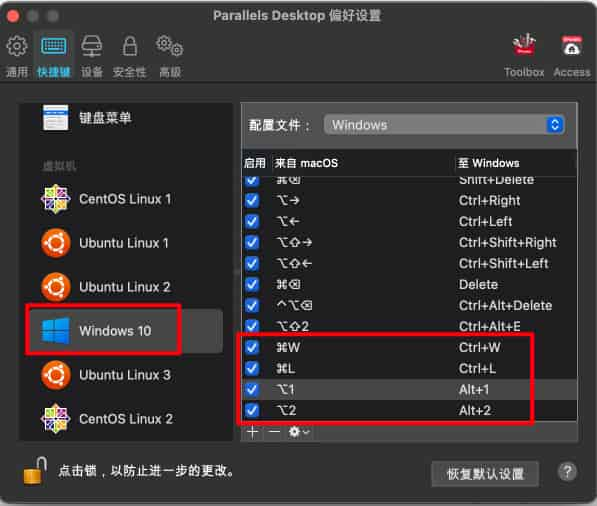 Parallels Desktop 偏好设置
通用 快捷键 设备 安全性 高级 Toolbox Access
键盘菜单
虚拟机
CentOS Linux 1
Ubuntu Linux 1
Ubuntu Linux 2
Windows 10
Ubuntu Linux 3
CentOS Linux 2
配置文件： Windows
启用 来自 macOS 至 Windows
⌘⌫ Shift+Delete
⌥→ Ctrl+Right
⌥← Ctrl+Left
⌥⇧→ Ctrl+Shift+Right
⌥⇧← Ctrl+Shift+Left
⌘⌫ Delete
^⌥⌫ Ctrl+Alt+Delete
⌥⇧2 Ctrl+Alt+E
⌘W Ctrl+W
⌘L Ctrl+L
⌥1 Alt+1
⌥2 Alt+2
点击锁，以防止进一步的更改。
恢复默认设置 ?